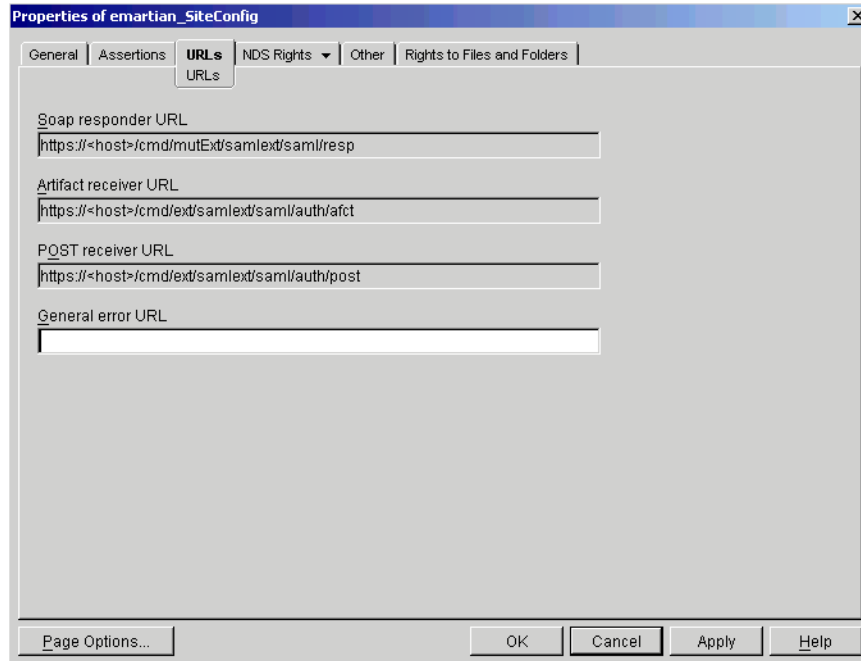 Properties of emartian_SiteConfig
General Assertions URLs NDS Rights Other Rights to Files and Folders
URLs
Soap responder URL
https://<host>/cmd/mutExt/samlext/saml/resp
Artifact receiver URL
https://<host>/cmd/ext/samlext/saml/auth/afct
POST receiver URL
https://<host>/cmd/ext/samlext/saml/auth/post
General error URL
Page Options... OK Cancel Apply Help